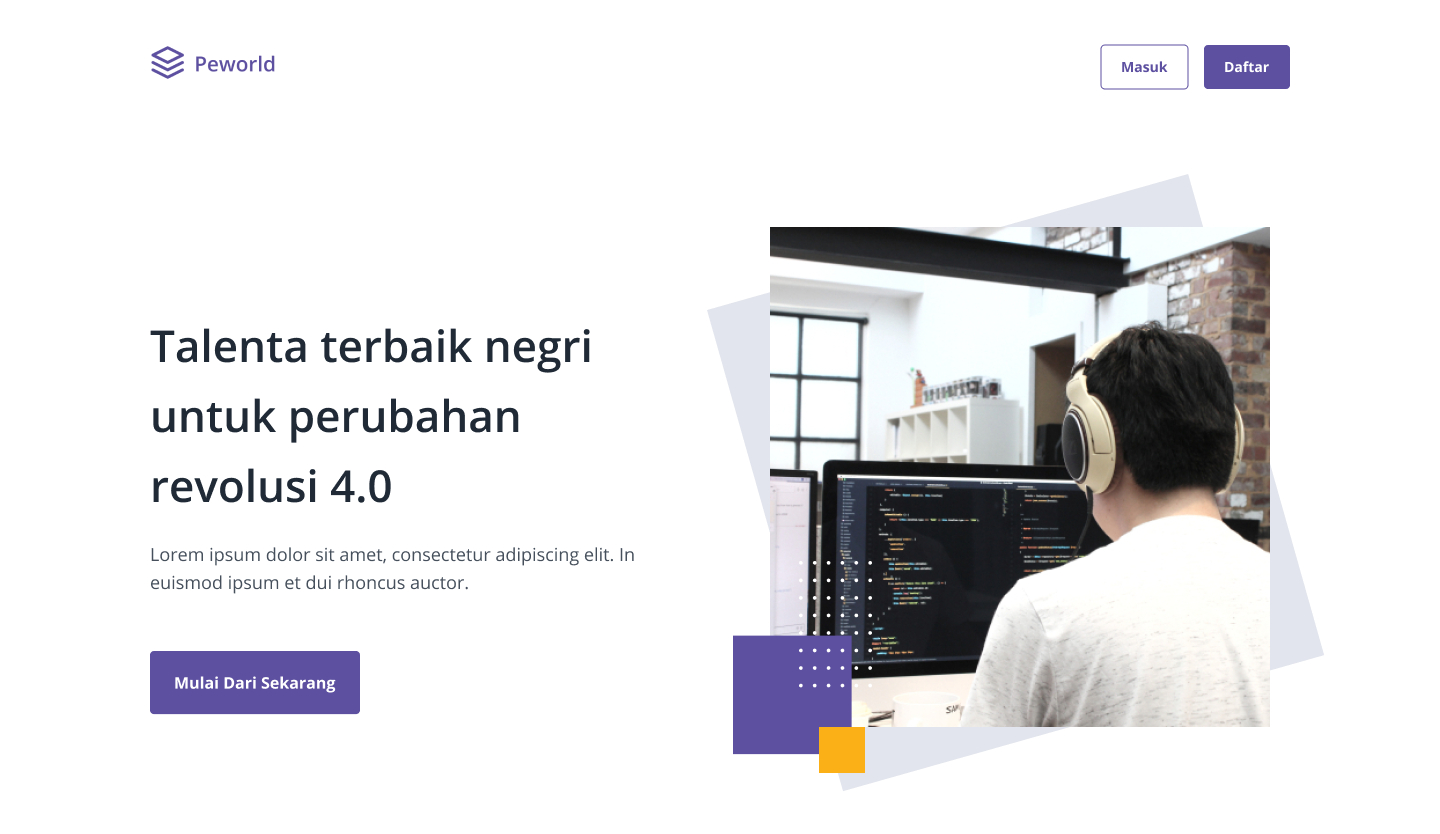 Peworld
Masuk
Daftar
Talenta terbaik negri
untuk perubahan
revolusi 4.0
Lorem ipsum dolor sit amet, consectetur adipiscing elit. In
euismod ipsum et dui rhoncus auctor.
Mulai Dari Sekarang